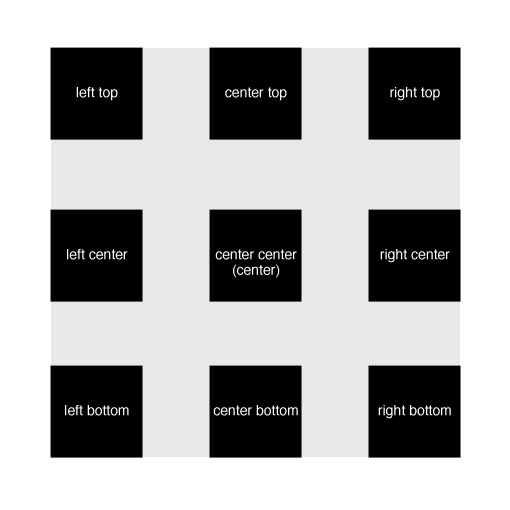 left top
center top
right top
left center
center center
(center)
right center
left bottom
center bottom
right bottom